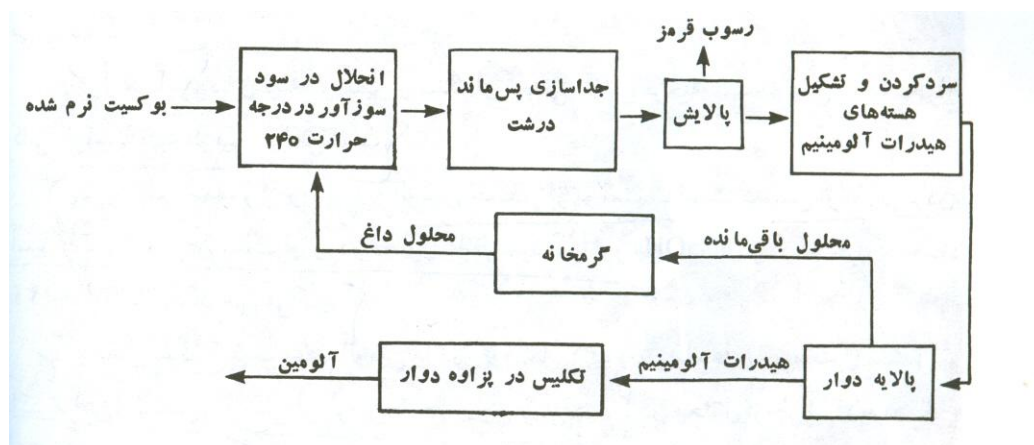 رسوب قرمز
بوکسیت نرم شده
انحلال در سود
سوزآور در درجه
حرارت ۲۴۰
جداسازی پس‌ماند
درشت
پالایش
سردکردن و تشکیل
هسته‌های
هیدرات آلومینیم
محلول داغ
گرمخانه
محلول باقی‌مانده
آلومین
تکلیس در پزاوه دوار
هیدرات آلومینیم
پالایه دوار